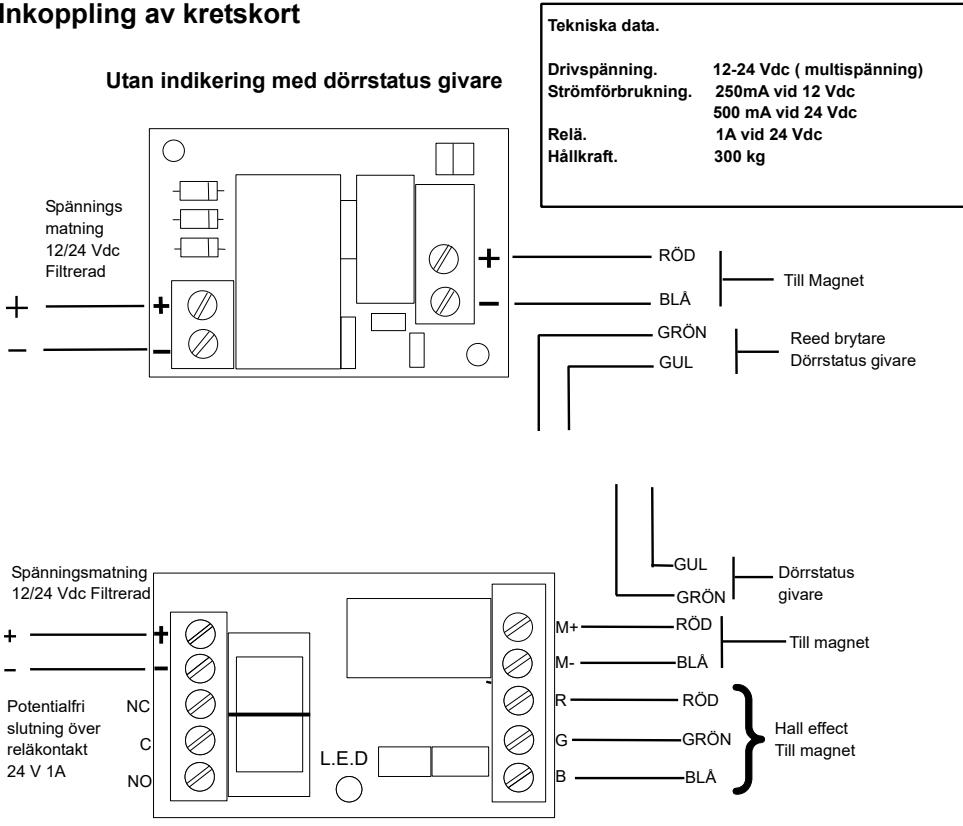 Inkoppling av kretskort
Tekniska data.
Drivspänning. 12-24 Vdc ( multispänning)
Strömförbrukning. 250mA vid 12 Vdc
500 mA vid 24 Vdc
Relä. 1A vid 24 Vdc
Hållkraft. 300 kg
Utan indikering med dörrstatus givare
Spännings
matning
12/24 Vdc
Filtrerad
+ +
− −
+ RÖD
− BLÅ
Till Magnet
GRÖN
GUL
Reed brytare
Dörrstatus givare
GUL
GRÖN
Dörrstatus
givare
Spänningsmatning
12/24 Vdc Filtrerad
+ +
− −
Potentialfri
slutning över
reläkontakt
24 V 1A
NC
C
NO
L.E.D
M+ RÖD
M- BLÅ
Till magnet
R RÖD
G GRÖN
B BLÅ
Hall effect
Till magnet